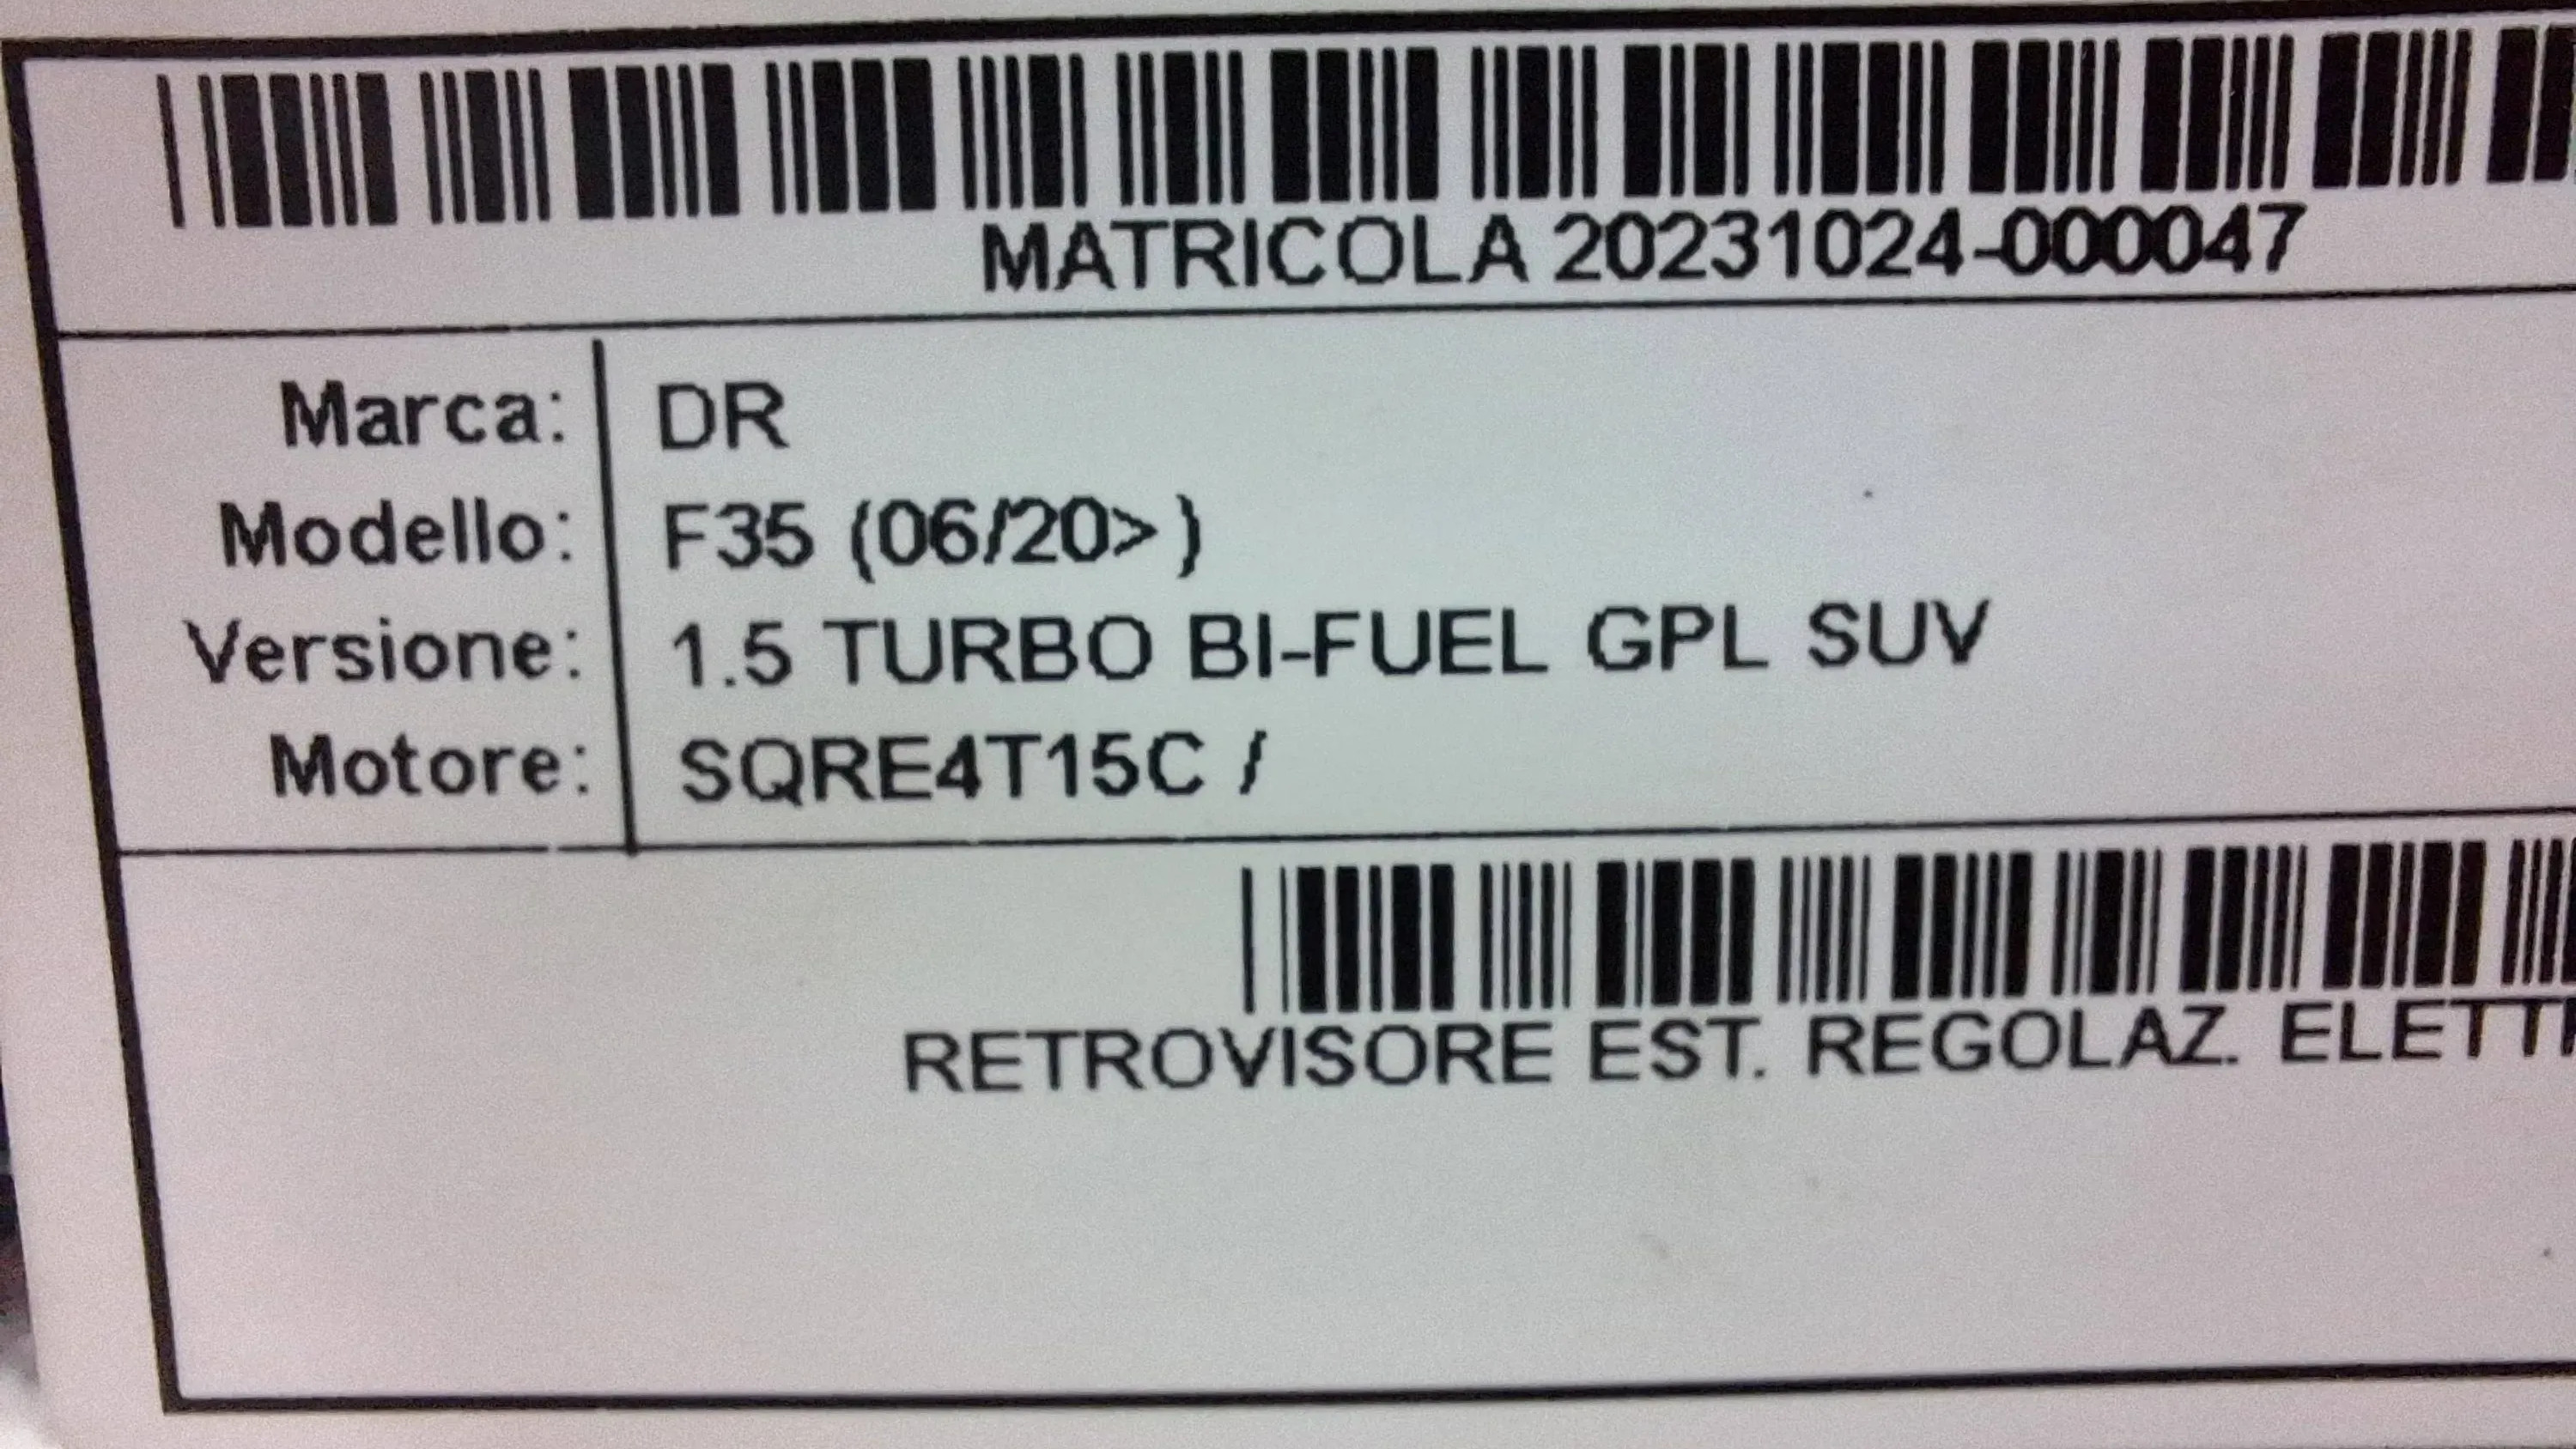 MATRICOLA 20231024-000047
Marca: DR
Modello: F35 (06/20> )
Versione: 1.5 TURBO BI-FUEL GPL SUV
Motore: SQRE4T15C /
RETROVISORE EST. REGOLAZ.